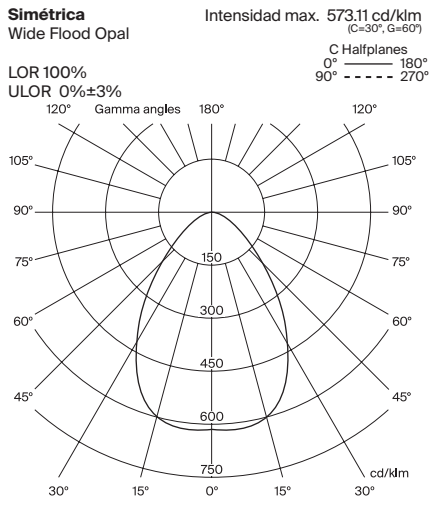 Simétrica
Wide Flood Opal
Intensidad max. 573.11 cd/klm
(C=30°, G=60°)
C Halfplanes
0° 180°
90° 270°
LOR 100%
ULOR 0%±3%
120° Gamma angles 180° 120°
105° 105°
90° 90°
75° 150 75°
60° 300 60°
450
45° 600 45°
750 cd/klm
30° 15° 0° 15° 30°